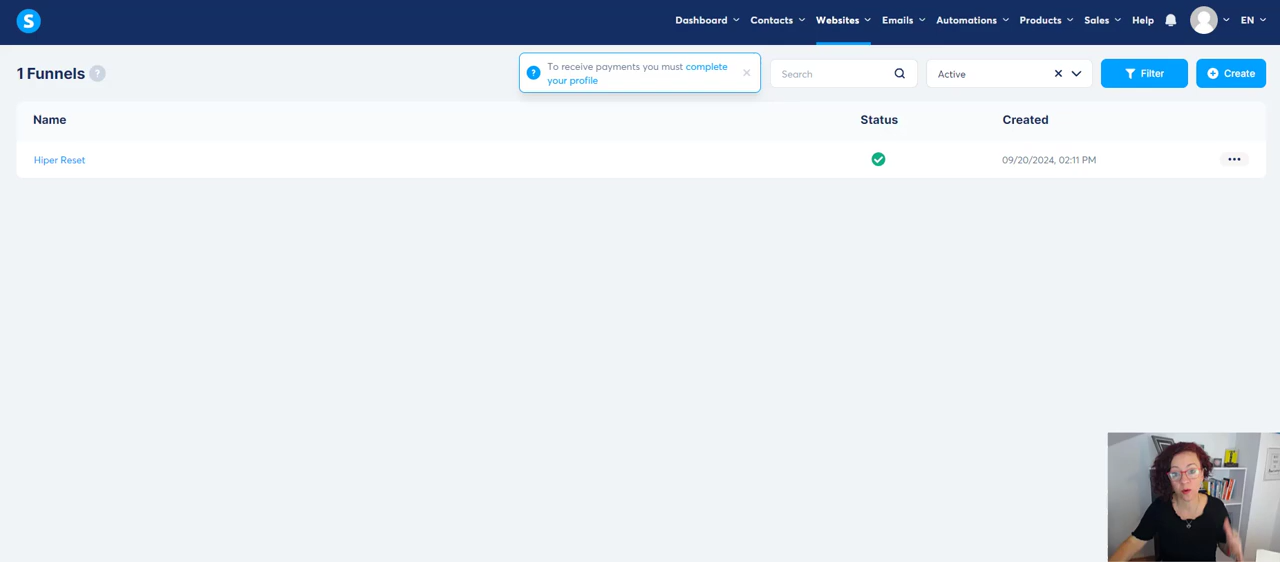 S
Dashboard Contacts Websites Emails Automations Products Sales Help EN
1 Funnels ?
? To receive payments you must complete
your profile
Search
Active
Filter
Create
Name Status Created
Hiper Reset 09/20/2024, 02:11 PM